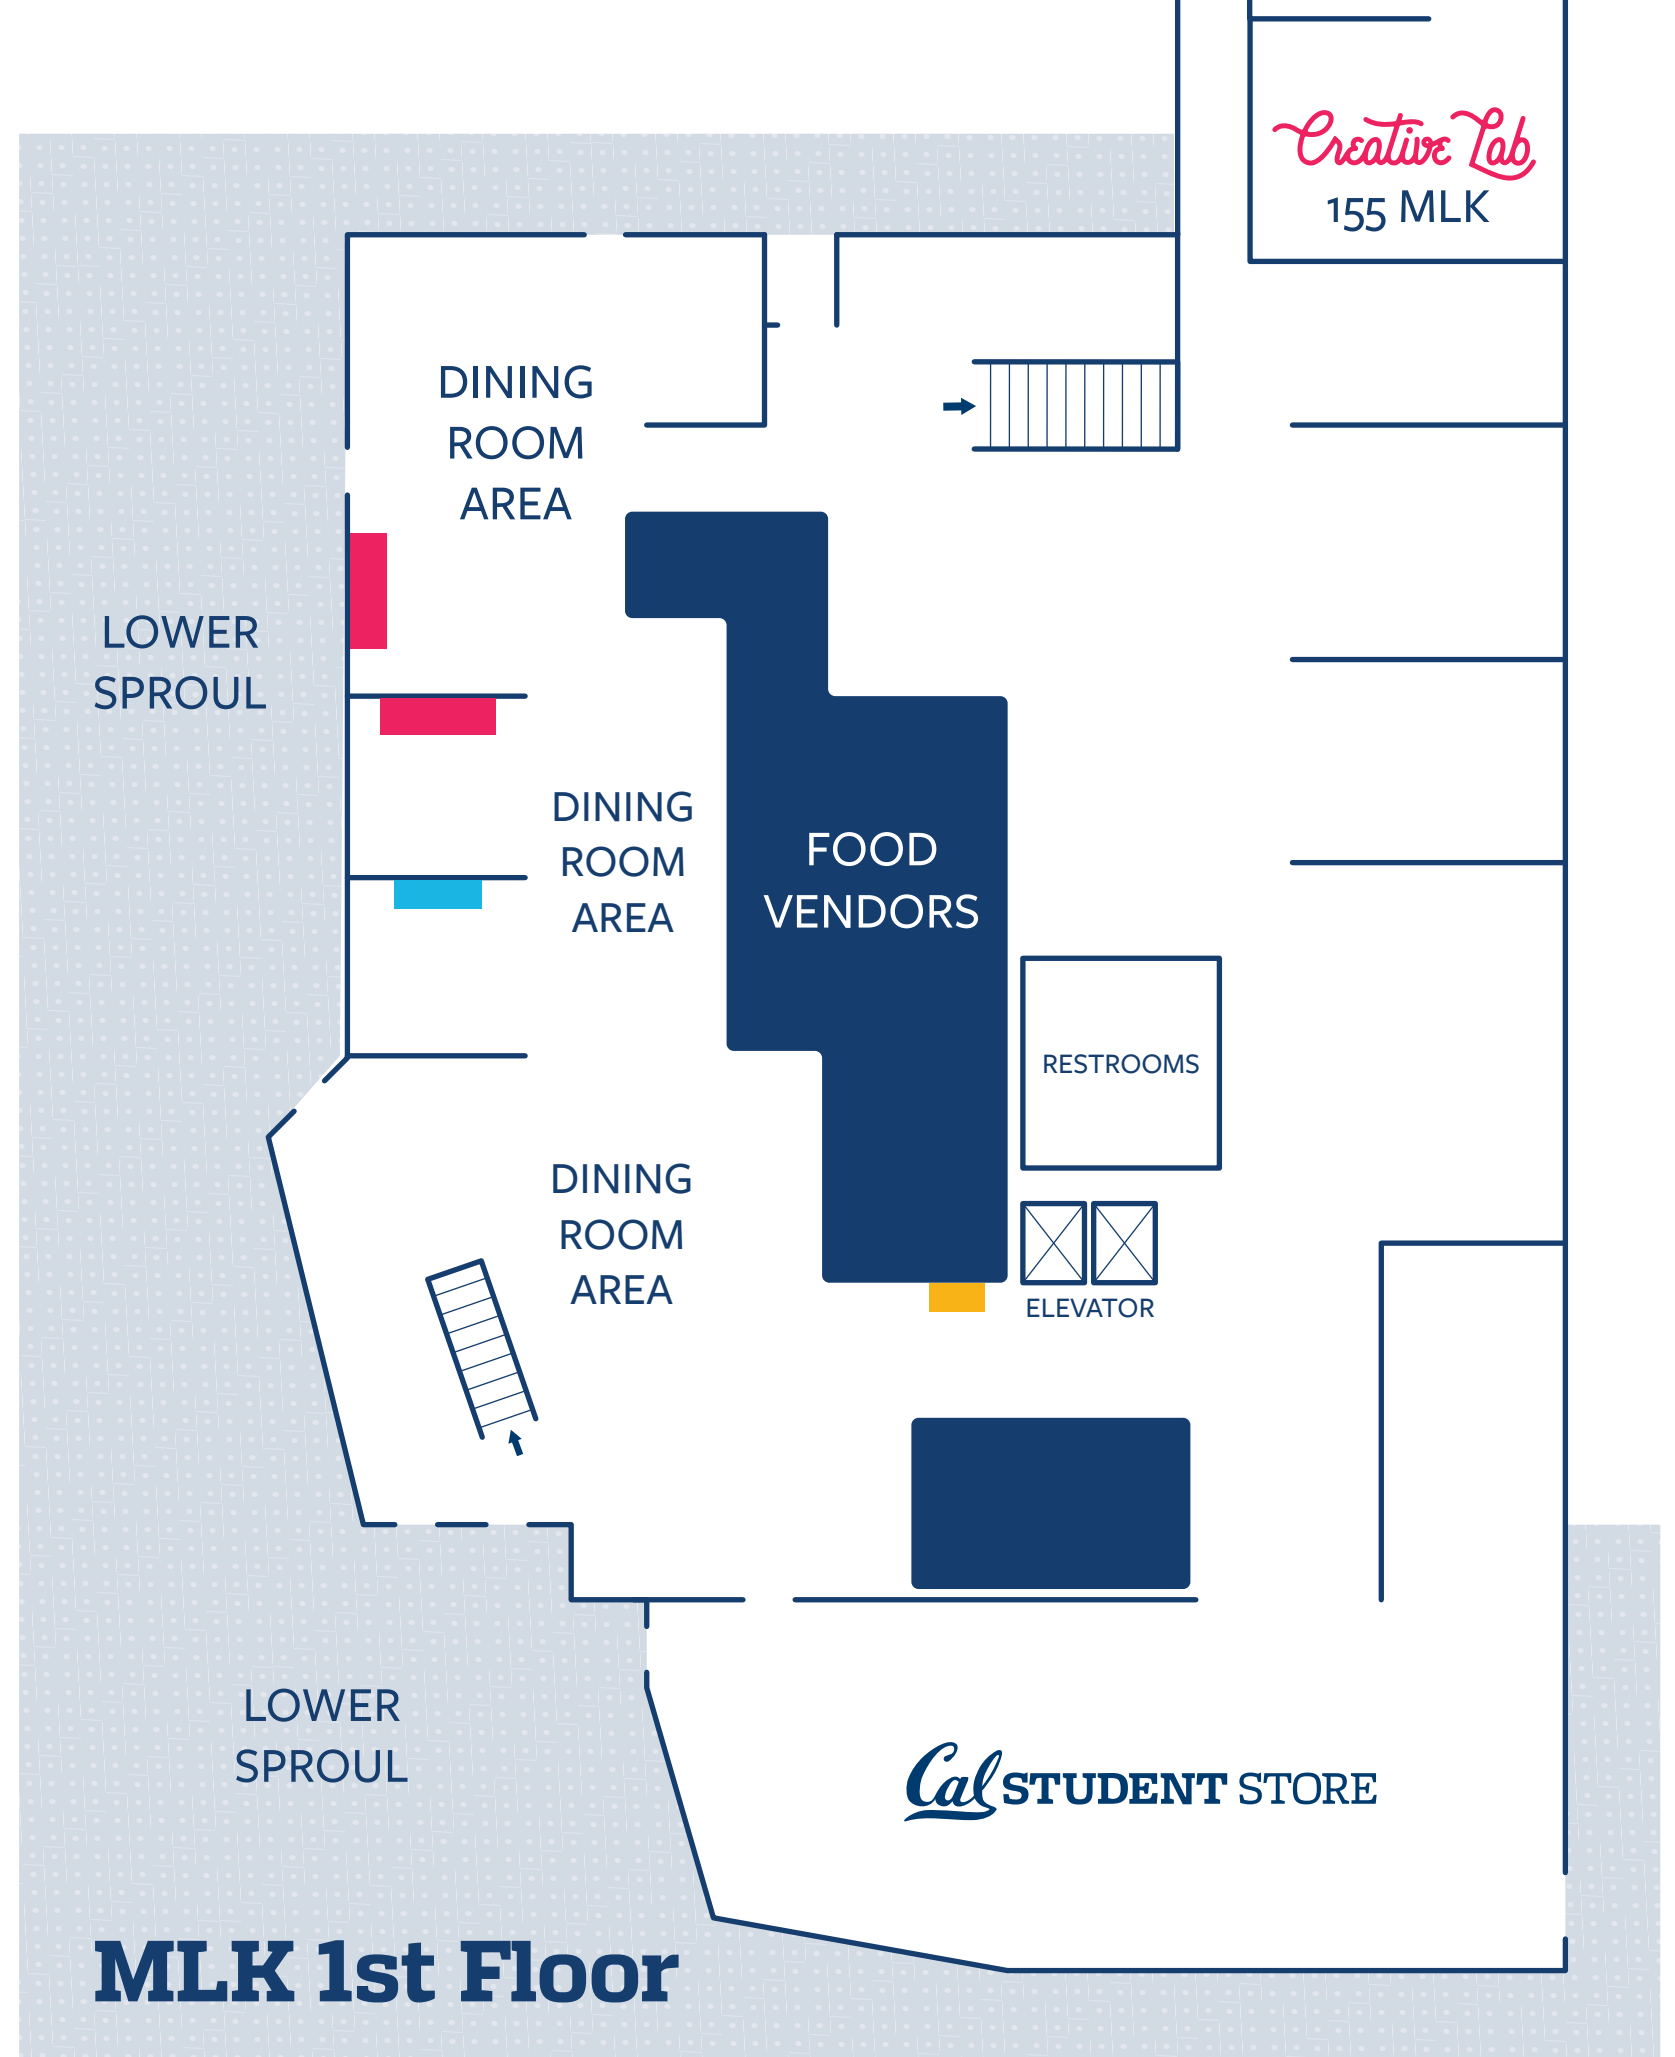 Creative Lab
155 MLK
DINING
ROOM
AREA
LOWER
SPROUL
DINING
ROOM
AREA
FOOD
VENDORS
RESTROOMS
DINING
ROOM
AREA
ELEVATOR
LOWER
SPROUL
Cal STUDENT STORE
MLK 1st Floor